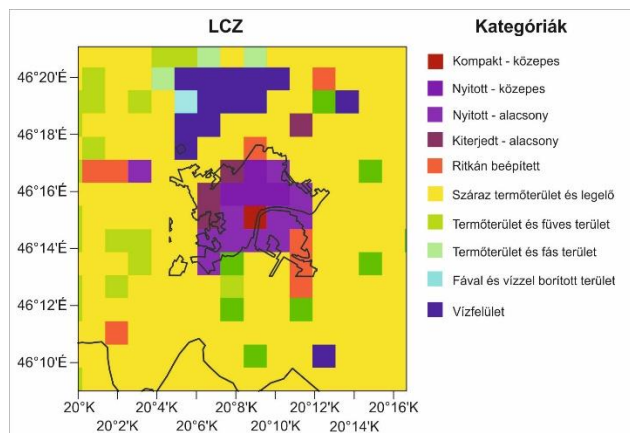 LCZ
Kategóriák
Kompakt - közepes
Nyitott - közepes
Nyitott - alacsony
Kiterjedt - alacsony
Ritkán beépített
Száraz termőterület és legelő
Termőterület és füves terület
Termőterület és fás terület
Fával és vízzel borított terület
Vízfelület
46°20'É
46°18'É
46°16'É
46°14'É
46°12'É
46°10'É
20°K 20°4'K 20°8'K 20°12'K 20°16'K
20°2'K 20°6'K 20°10'K 20°14'K